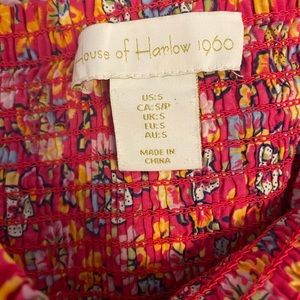 House of Harlow 1960
US:S
CA:S/P
UK:S
EU:S
AU:S
MADE IN
CHINA